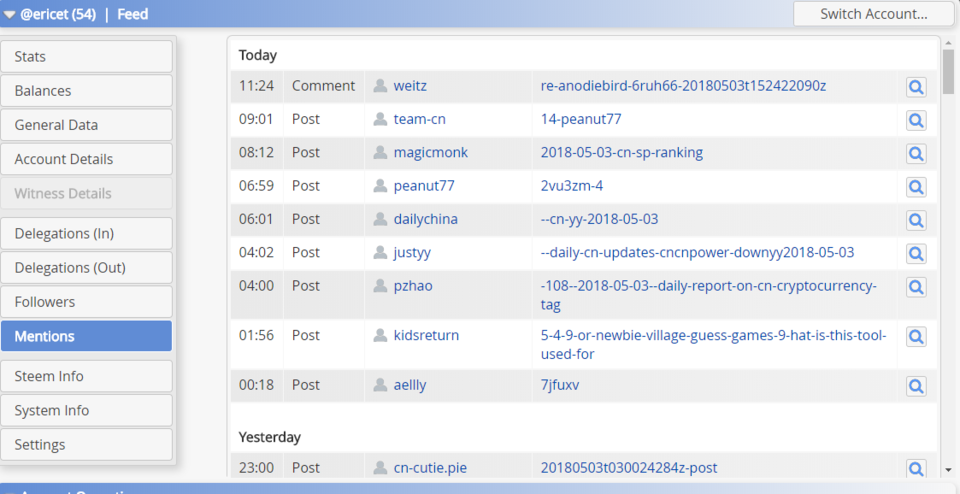 @ericet (54) | Feed
Switch Account...
Stats
Balances
General Data
Account Details
Witness Details
Delegations (In)
Delegations (Out)
Followers
Mentions
Steem Info
System Info
Settings
Today
11:24 Comment weitz re-anodiebird-6ruh66-20180503t152422090z
09:01 Post team-cn 14-peanut77
08:12 Post magicmonk 2018-05-03-cn-sp-ranking
06:59 Post peanut77 2vu3zm-4
06:01 Post dailychina --cn-yy-2018-05-03
04:02 Post justyy --daily-cn-updates-cncnpower-downyy2018-05-03
04:00 Post pzhao -108--2018-05-03--daily-report-on-cn-cryptocurrency-
tag
01:56 Post kidsreturn 5-4-9-or-newbie-village-guess-games-9-hat-is-this-tool-
used-for
00:18 Post aellly 7jfuxv
Yesterday
23:00 Post cn-cutie.pie 20180503t030024284z-post